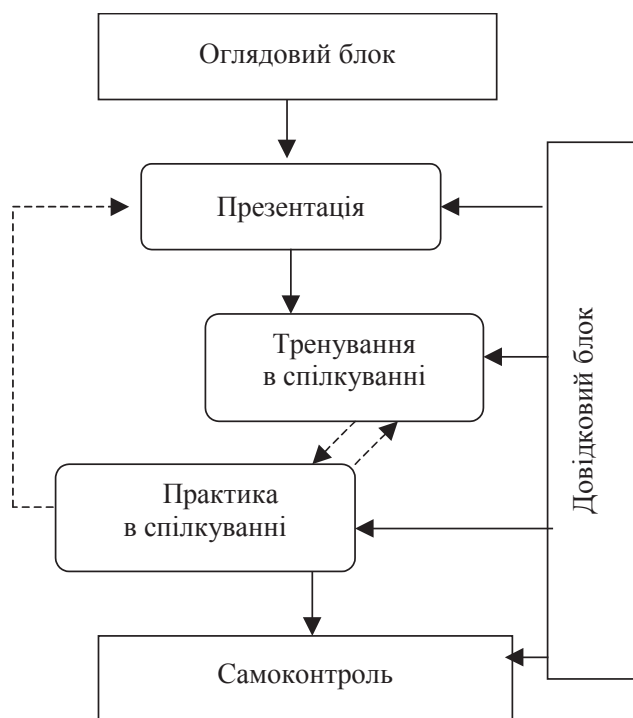 Оглядовий блок
Презентація
Тренування
в спілкуванні
Практика
в спілкуванні
Самоконтроль
Довідковий блок